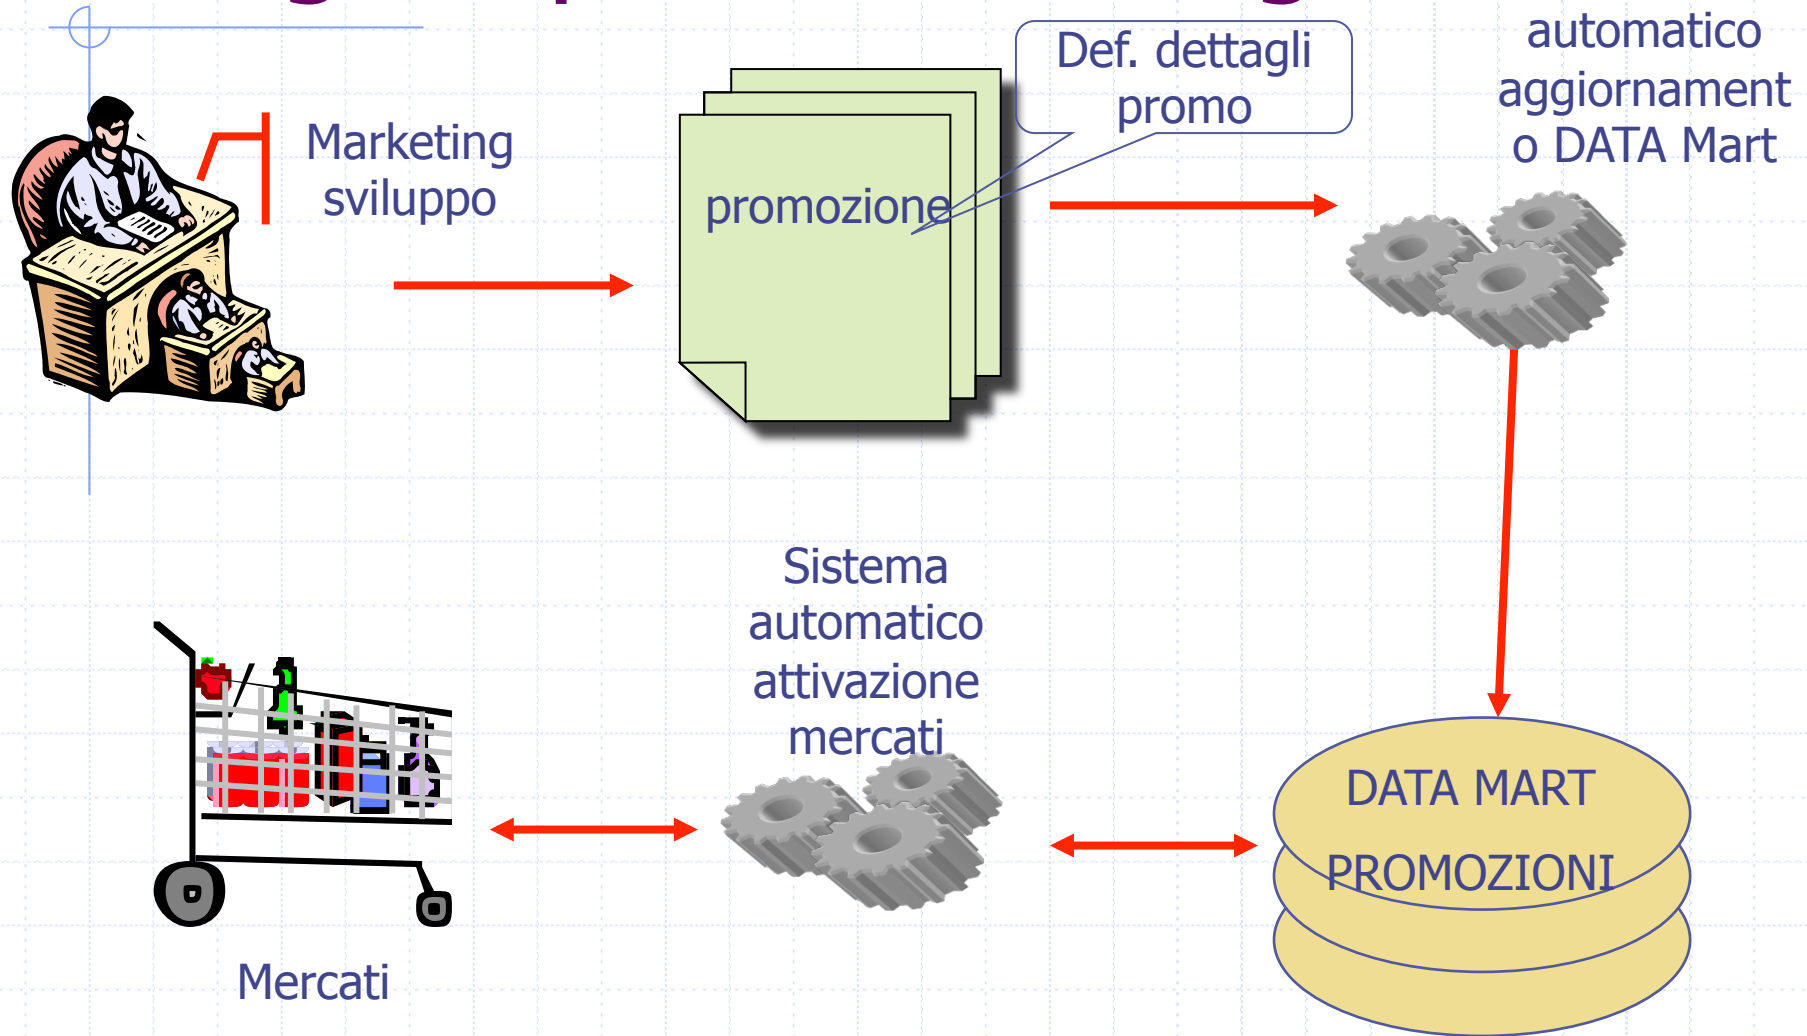 Def. dettagli
promo
automatico
aggiornament
o DATA Mart
Marketing
sviluppo
promozione
Sistema
automatico
attivazione
mercati
DATA MART
PROMOZIONI
Mercati